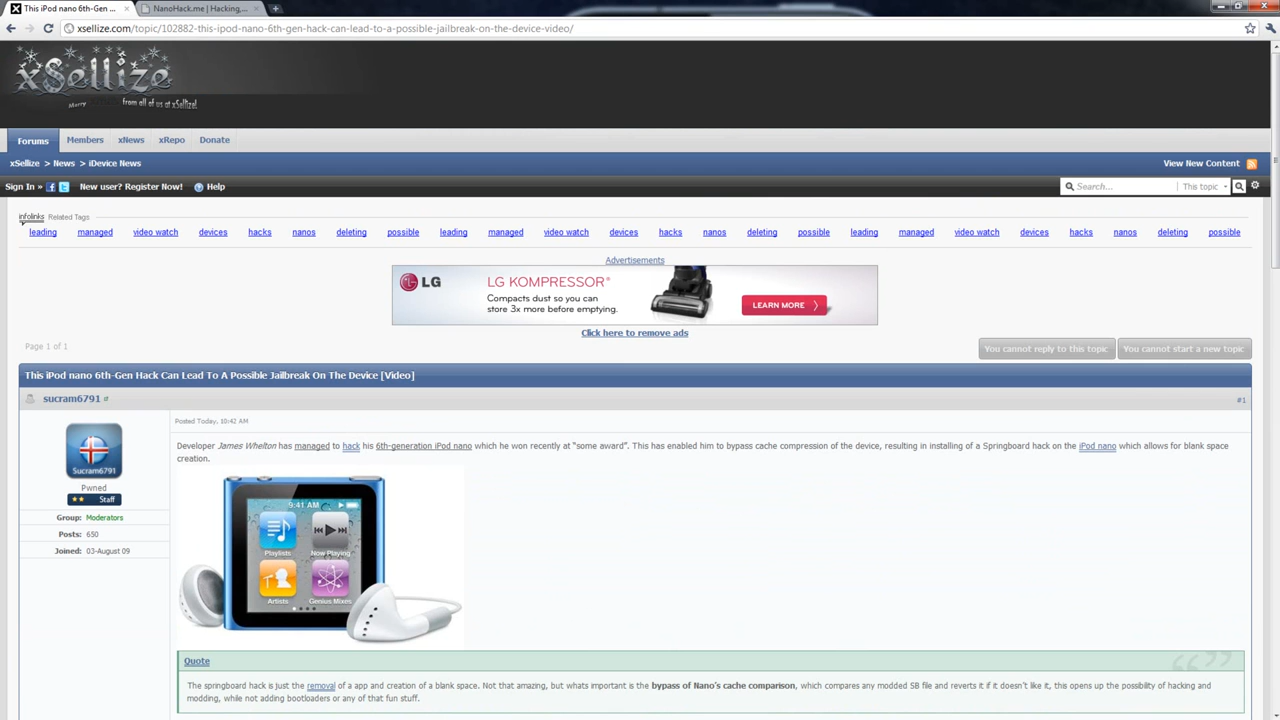 This iPod nano 6th-Gen ...
NanoHack.me | Hacking,...
xsellize.com/topic/102882-this-ipod-nano-6th-gen-hack-can-lead-to-a-possible-jailbreak-on-the-device-video/
xSellize
Merry from all of us at xSellize!
Forums Members xNews xRepo Donate
xSellize > News > iDevice News View New Content
Sign In » New user? Register Now! Help Search... This topic
infolinks Related Tags
leading managed video watch devices hacks nanos deleting possible leading managed video watch devices hacks nanos deleting possible leading managed video watch devices hacks nanos deleting possible
Advertisements
LG LG KOMPRESSOR®
Compacts dust so you can
store 3x more before emptying.
LEARN MORE
Click here to remove ads
Page 1 of 1 You cannot reply to this topic You cannot start a new topic
This iPod nano 6th-Gen Hack Can Lead To A Possible Jailbreak On The Device [Video]
sucram6791 #1
Posted Today, 10:42 AM
Sucram6791
Pwned
Staff
Group: Moderators
Posts: 650
Joined: 03-August 09
Developer James Whelton has managed to hack his 6th-generation iPod nano which he won recently at “some award”. This has enabled him to bypass cache compression of the device, resulting in installing of a Springboard hack on the iPod nano which allows for blank space
creation.
9:41 AM
Playlists Now Playing
Artists Genius Mixes
Quote
The springboard hack is just the removal of a app and creation of a blank space. Not that amazing, but whats important is the bypass of Nano's cache comparison, which compares any modded SB file and reverts it if it doesn't like it, this opens up the possibility of hacking and
modding, while not adding bootloaders or any of that fun stuff.